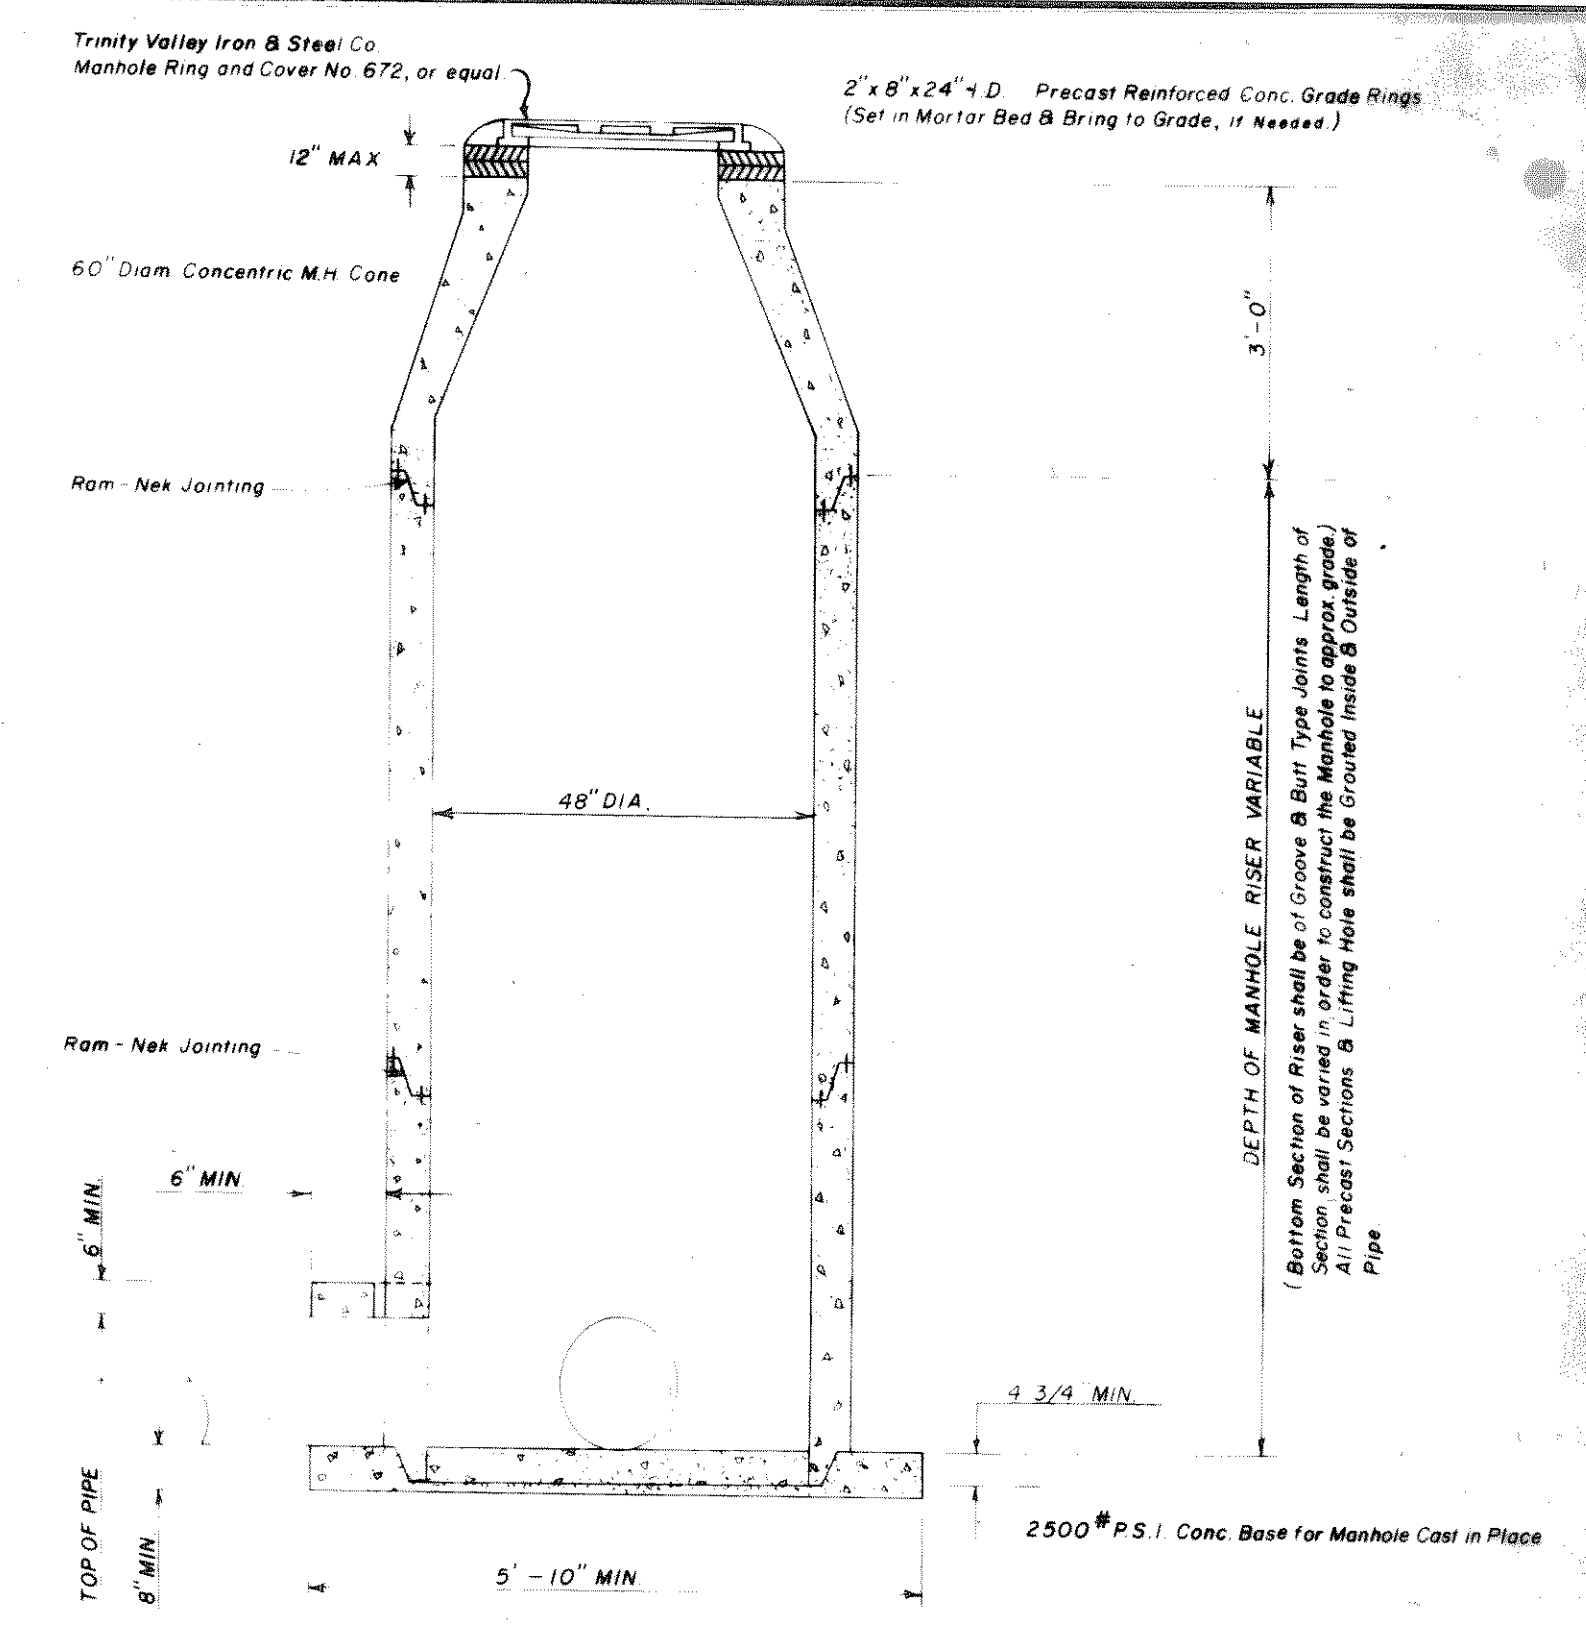 Trinity Valley Iron & Steel Co.
Manhole Ring and Cover No. 672, or equal
2"x 8"x24" I.D. Precast Reinforced Conc. Grade Rings
(Set in Mortar Bed & Bring to Grade, if Needed.)
12" MAX
60" Diam Concentric M.H. Cone
3'-0"
Ram-Nek Jointing
48" DIA.
DEPTH OF MANHOLE RISER VARIABLE
(Bottom Section of Riser shall be of Groove & Butt Type Joints Length of
Section shall be varied in order to construct the Manhole to approx. grade.)
All Precast Sections & Lifting Hole shall be Grouted Inside & Outside of
Pipe
Ram-Nek Jointing
6" MIN.
6" MIN
4 3/4" MIN.
TOP OF PIPE
8" MIN
2500 # P.S.I. Conc. Base for Manhole Cast in Place
5'-10" MIN.